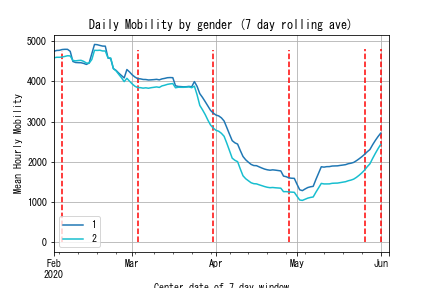 Daily Mobility by gender (7 day rolling ave)
5000
4000
3000
2000
1000
0
Mean Hourly Mobility
1
2
Feb
2020
Mar
Apr
May
Jun
Center date of 7 day window